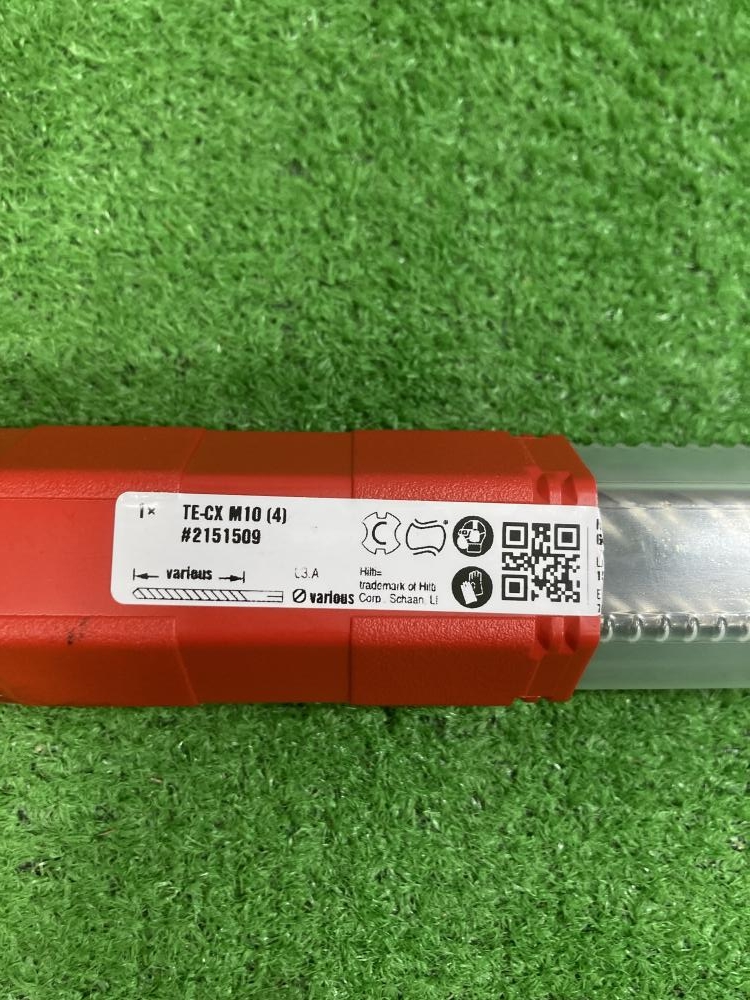 1× TE-CX M10 (4)
#2151509
various
Ø various
Hilti=
trademark of Hilti
Corp., Schaan, LI